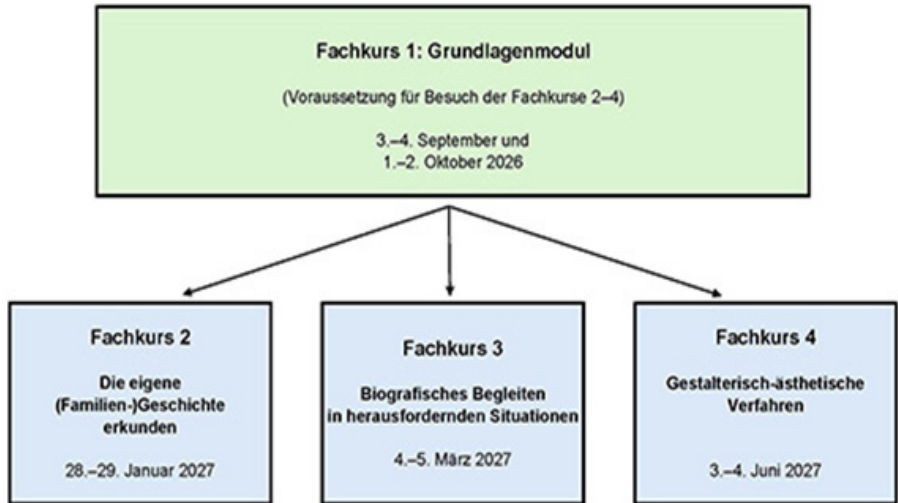 Fachkurs 1: Grundlagenmodul
(Voraussetzung für Besuch der Fachkurse 2–4)
3.–4. September und
1.–2. Oktober 2026
Fachkurs 2
Die eigene
(Familien-)Geschichte
erkunden
28.–29. Januar 2027
Fachkurs 3
Biografisches Begleiten
in herausfordernden Situationen
4.–5. März 2027
Fachkurs 4
Gestalterisch-ästhetische
Verfahren
3.–4. Juni 2027